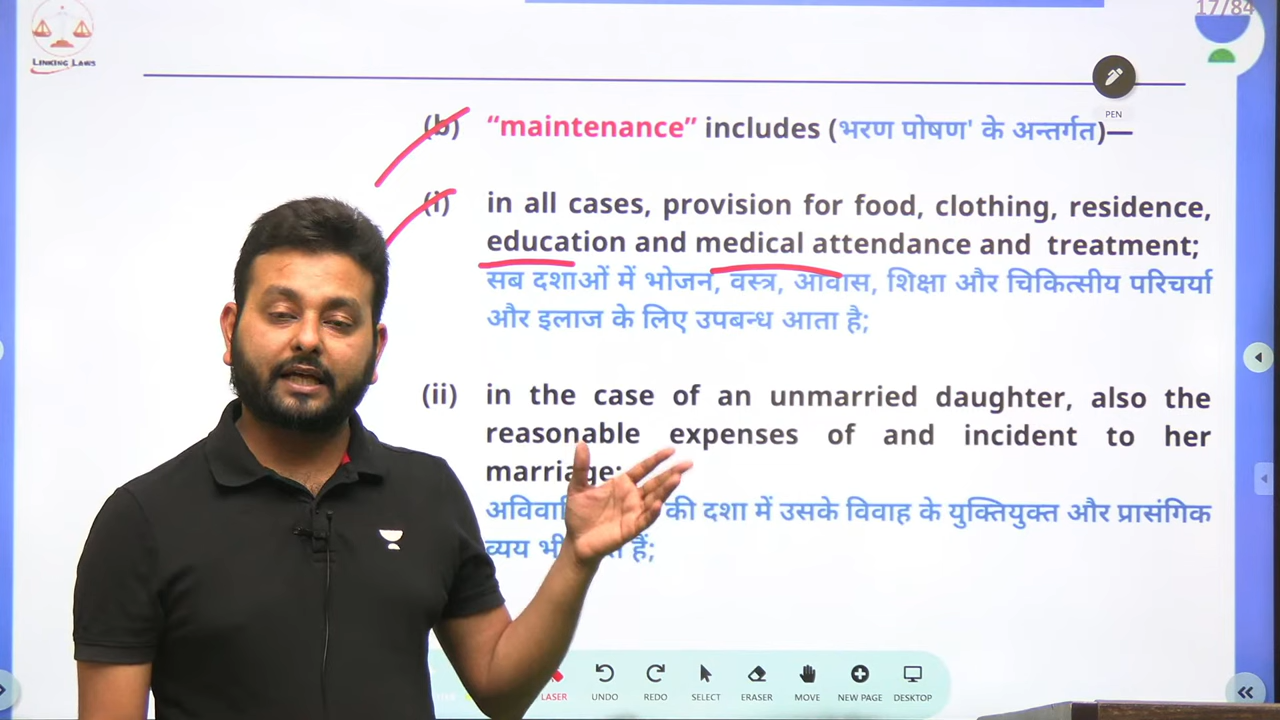 17/84
LINKING LAWS
PEN
(b) “maintenance” includes (भरण पोषण' के अन्तर्गत)—
(i) in all cases, provision for food, clothing, residence,
education and medical attendance and treatment;
सब दशाओं में भोजन, वस्त्र, आवास, शिक्षा और चिकित्सीय परिचर्या
और इलाज के लिए उपबन्ध आता है;
(ii) in the case of an unmarried daughter, also the
reasonable expenses of and incident to her
marriage;
की दशा में उसके विवाह के युक्तियुक्त और प्रासंगिक
व्यय हैं;
LASER UNDO REDO SELECT ERASER MOVE NEW PAGE DESKTOP